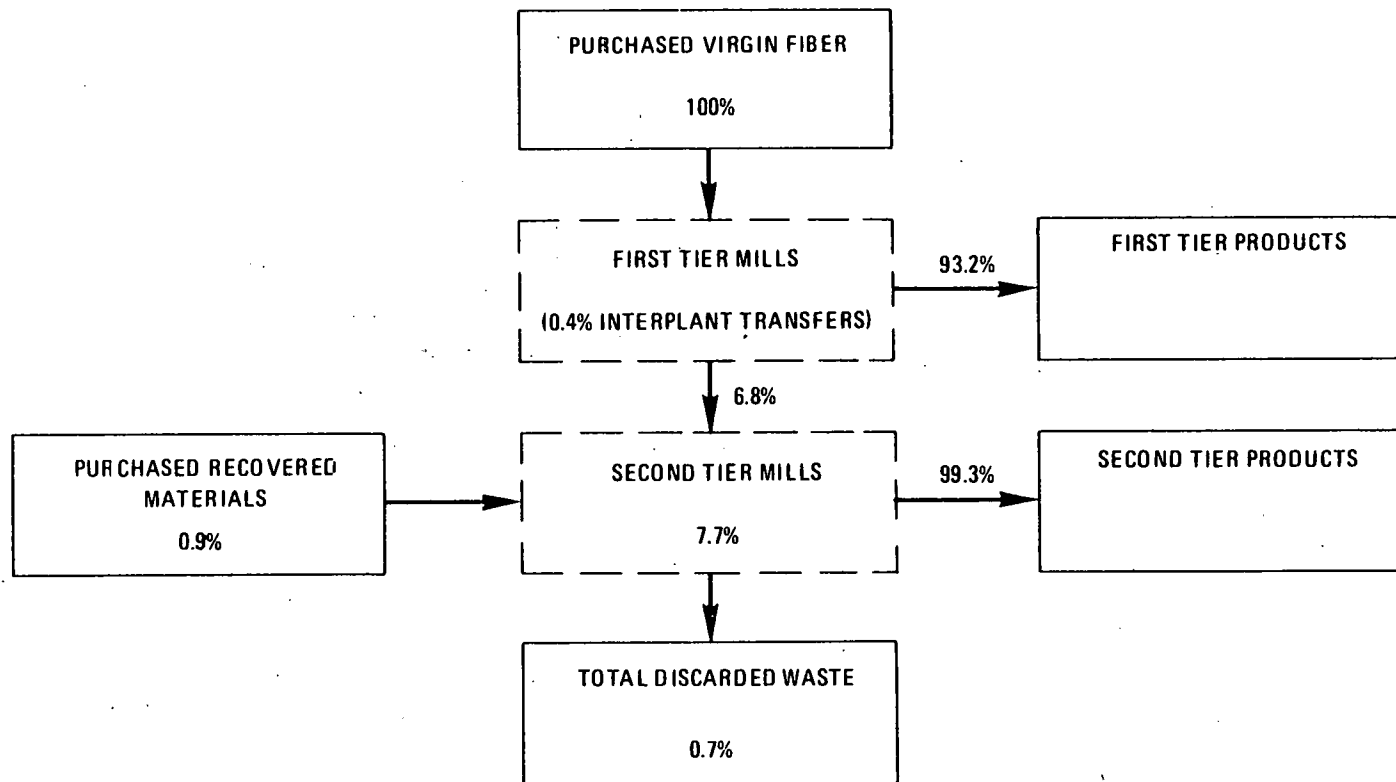 PURCHASED VIRGIN FIBER
100%
FIRST TIER MILLS
(0.4% INTERPLANT TRANSFERS)
93.2%
FIRST TIER PRODUCTS
6.8%
PURCHASED RECOVERED
MATERIALS
0.9%
SECOND TIER MILLS
7.7%
99.3%
SECOND TIER PRODUCTS
TOTAL DISCARDED WASTE
0.7%